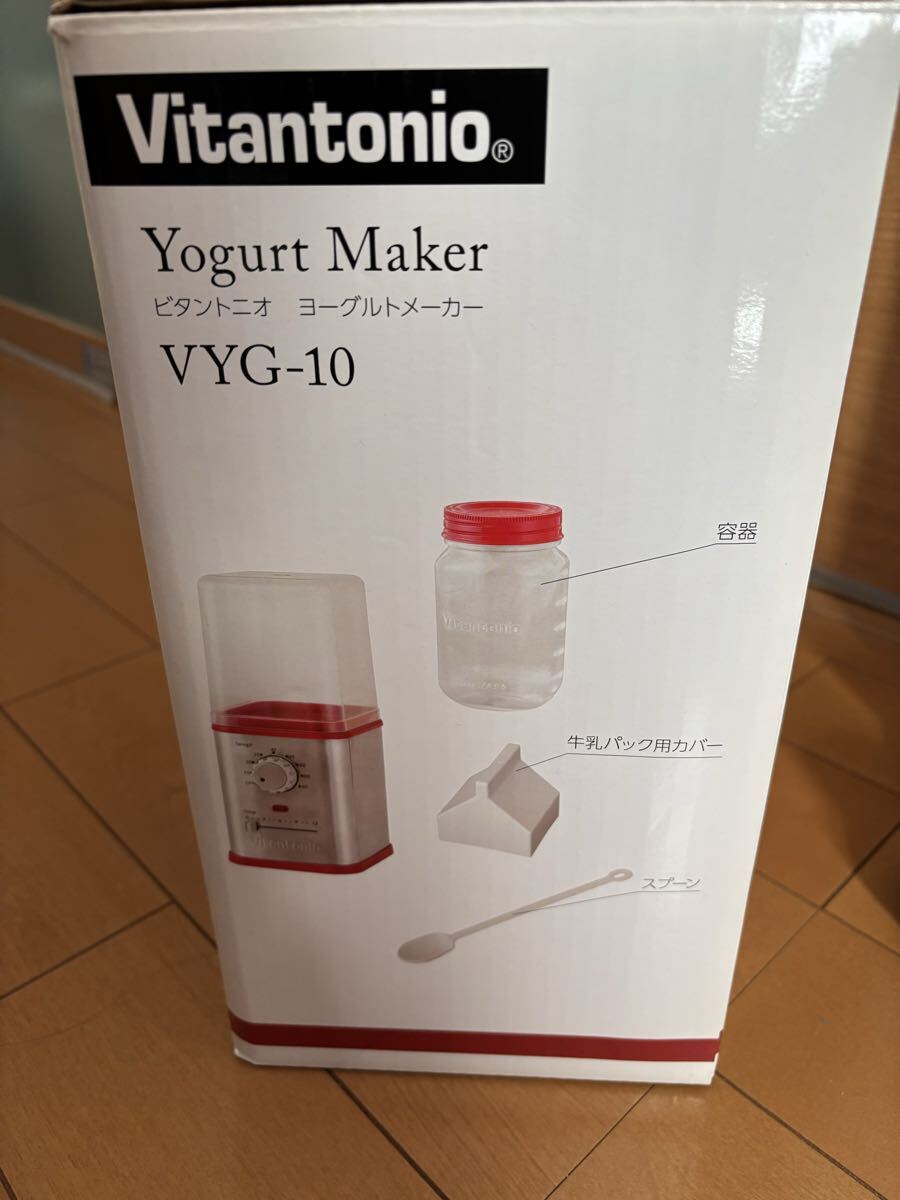 Vitantonio®
Yogurt Maker
ビタントニオ ヨーグルトメーカー
VYG-10
容器
Vitantonio
牛乳パック用カバー
Vitantonio
スプーン